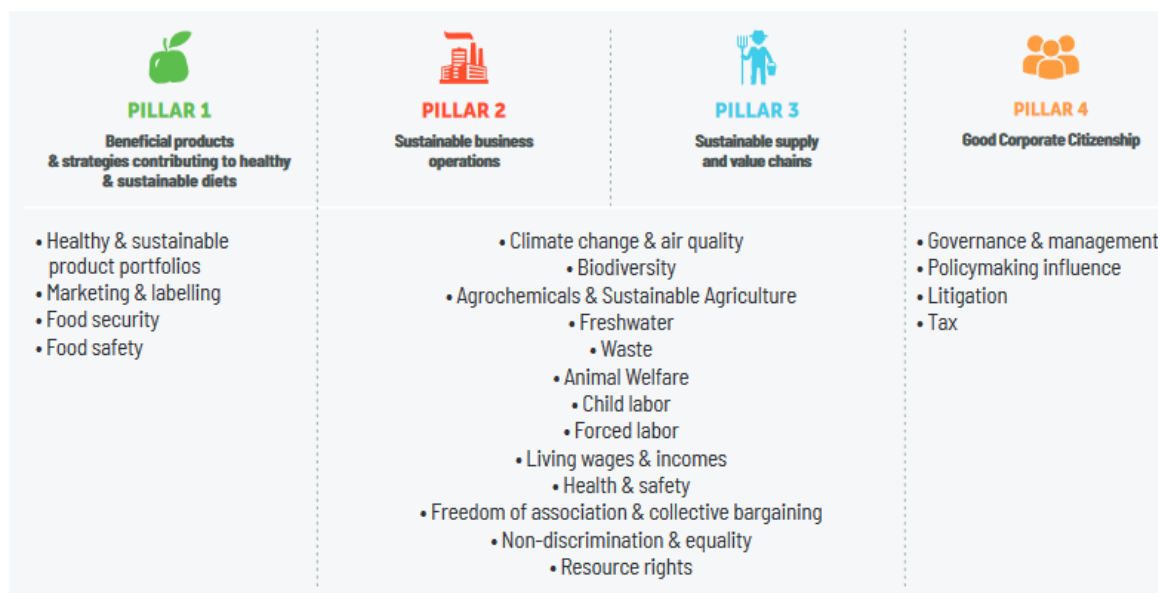 PILLAR 1
Beneficial products
& strategies contributing to healthy
& sustainable diets
PILLAR 2
Sustainable business
operations
PILLAR 3
Sustainable supply
and value chains
PILLAR 4
Good Corporate Citizenship
• Healthy & sustainable
product portfolios
• Marketing & labelling
• Food security
• Food safety
• Climate change & air quality
• Biodiversity
• Agrochemicals & Sustainable Agriculture
• Freshwater
• Waste
• Animal Welfare
• Child labor
• Forced labor
• Living wages & incomes
• Health & safety
• Freedom of association & collective bargaining
• Non-discrimination & equality
• Resource rights
• Governance & management
• Policymaking influence
• Litigation
• Tax